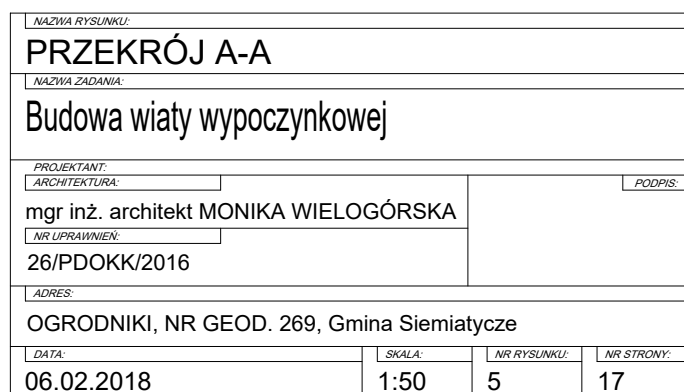 NAZWA RYSUNKU:
PRZEKRÓJ A-A
NAZWA ZADANIA:
Budowa wiaty wypoczynkowej
PROJEKTANT:
ARCHITEKTURA: PODPIS:
mgr inż. architekt MONIKA WIELOGÓRSKA
NR UPRAWNIEŃ:
26/PDOKK/2016
ADRES:
OGRODNIKI, NR GEOD. 269, Gmina Siemiatycze
DATA: SKALA: NR RYSUNKU: NR STRONY:
06.02.2018 1:50 5 17